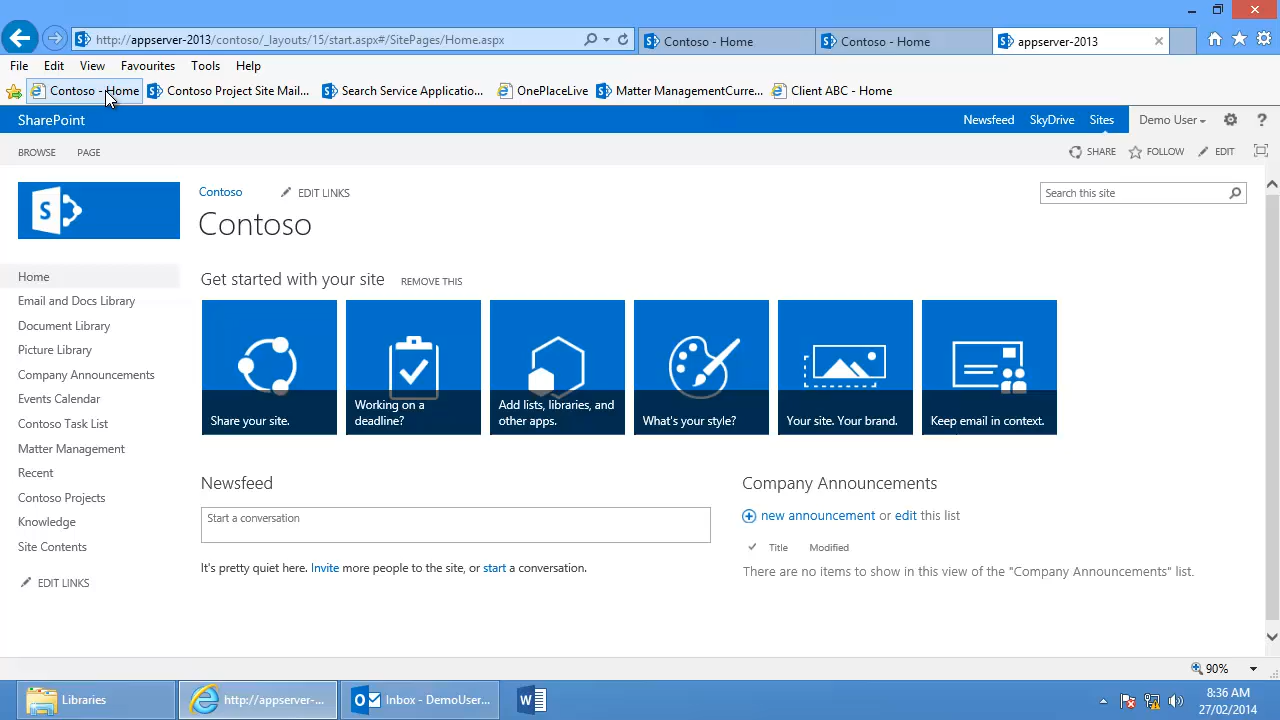 http://appserver-2013/contoso/_layouts/15/start.aspx#/SitePages/Home.aspx
Contoso - Home
Contoso - Home
appserver-2013
File Edit View Favourites Tools Help
Contoso - Home
Contoso Project Site Mail...
Search Service Applicatio...
OnePlaceLive
Matter ManagementCurre...
Client ABC - Home
SharePoint
Newsfeed SkyDrive Sites
Demo User
?
BROWSE PAGE
SHARE FOLLOW EDIT
S
Contoso
EDIT LINKS
Search this site
Contoso
Home
Email and Docs Library
Document Library
Picture Library
Company Announcements
Events Calendar
Contoso Task List
Matter Management
Recent
Contoso Projects
Knowledge
Site Contents
EDIT LINKS
Get started with your site REMOVE THIS
Share your site.
Working on a
deadline?
Add lists, libraries, and
other apps.
What's your style?
Your site. Your brand.
Keep email in context.
Newsfeed
Start a conversation
It's pretty quiet here. Invite more people to the site, or start a conversation.
Company Announcements
new announcement or edit this list
Title Modified
There are no items to show in this view of the "Company Announcements" list.
90%
Libraries
http://appserver-...
Inbox - DemoUser...
8:36 AM
27/02/2014